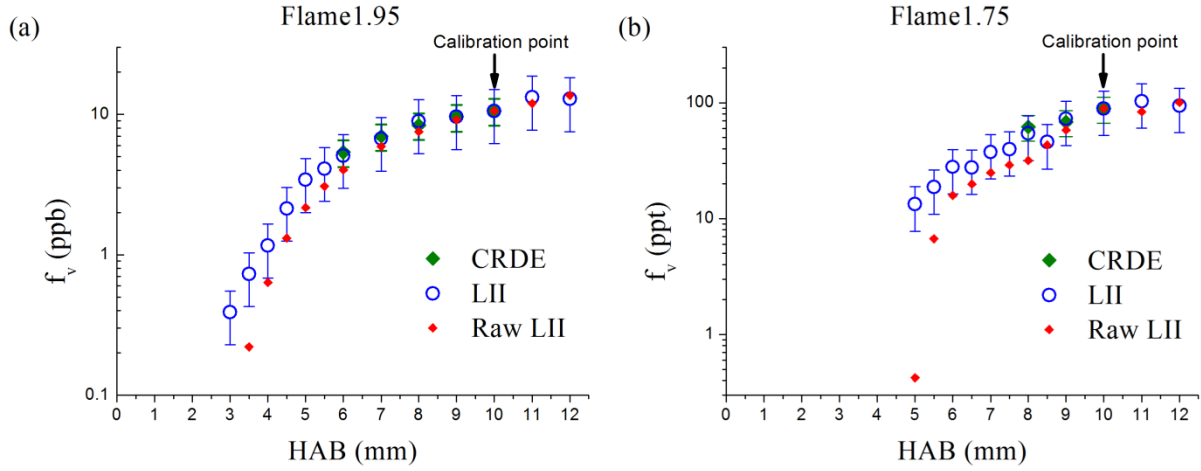 (a)
Flame1.95
Calibration point
10
1
0.1
f_v (ppb)
CRDE
LII
Raw LII
0 1 2 3 4 5 6 7 8 9 10 11 12
HAB (mm)
(b)
Flame1.75
Calibration point
100
10
1
f_v (ppt)
CRDE
LII
Raw LII
0 1 2 3 4 5 6 7 8 9 10 11 12
HAB (mm)